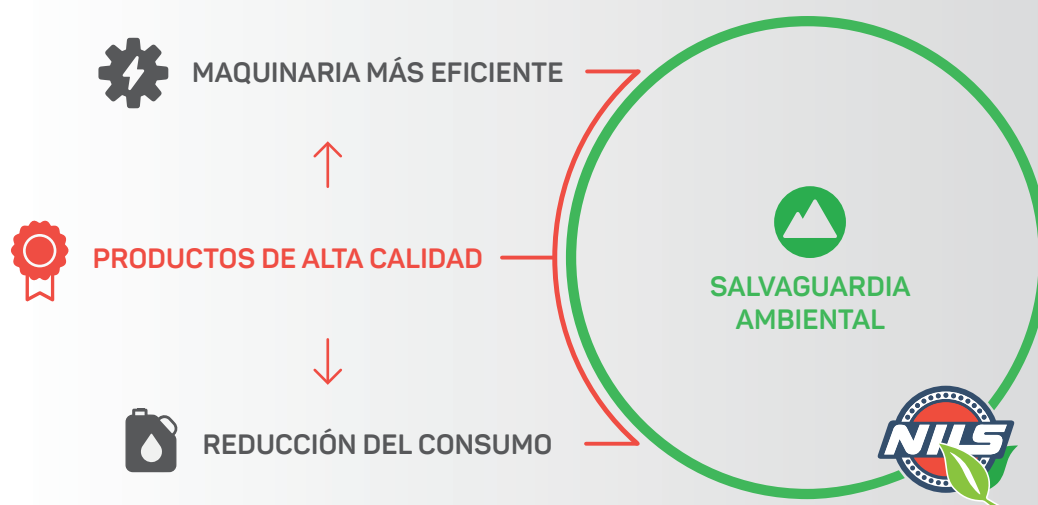 MAQUINARIA MÁS EFICIENTE
PRODUCTOS DE ALTA CALIDAD
SALVAGUARDIA
AMBIENTAL
REDUCCIÓN DEL CONSUMO
NILS